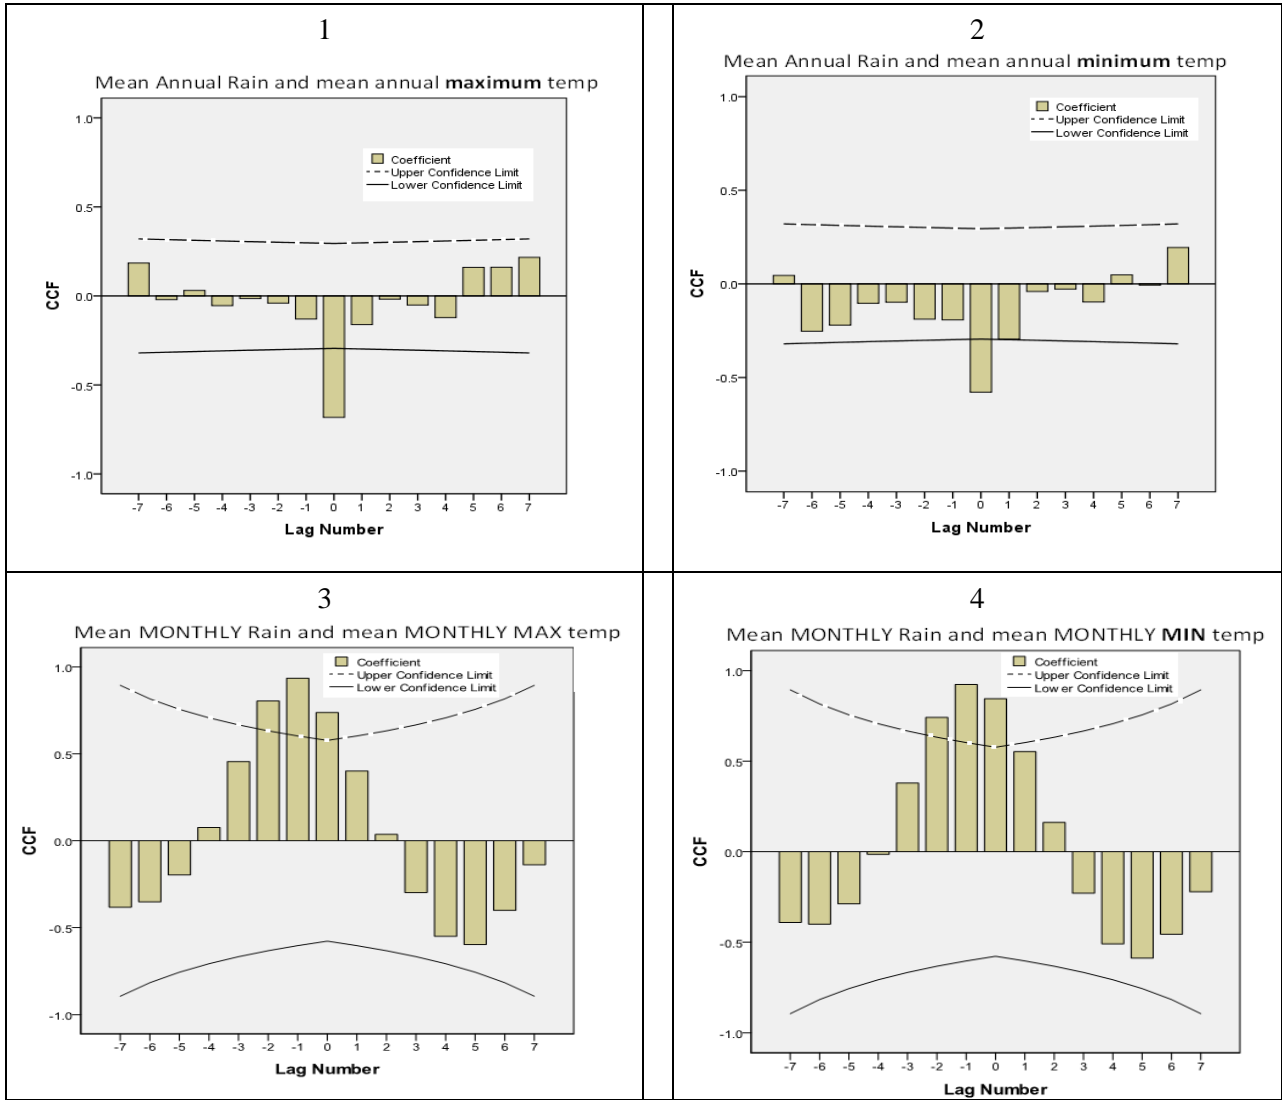 1
Mean Annual Rain and mean annual maximum temp
1.0
0.5
0.0
-0.5
-1.0
CCF
Coefficient
Upper Confidence Limit
Lower Confidence Limit
-7 -6 -5 -4 -3 -2 -1 0 1 2 3 4 5 6 7
Lag Number
2
Mean Annual Rain and mean annual minimum temp
1.0
0.5
0.0
-0.5
-1.0
CCF
Coefficient
Upper Confidence Limit
Lower Confidence Limit
-7 -6 -5 -4 -3 -2 -1 0 1 2 3 4 5 6 7
Lag Number
3
Mean MONTHLY Rain and mean MONTHLY MAX temp
1.0
0.5
0.0
-0.5
-1.0
CCF
Coefficient
Upper Confidence Limit
Lower Confidence Limit
-7 -6 -5 -4 -3 -2 -1 0 1 2 3 4 5 6 7
Lag Number
4
Mean MONTHLY Rain and mean MONTHLY MIN temp
1.0
0.5
0.0
-0.5
-1.0
CCF
Coefficient
Upper Confidence Limit
Lower Confidence Limit
-7 -6 -5 -4 -3 -2 -1 0 1 2 3 4 5 6 7
Lag Number